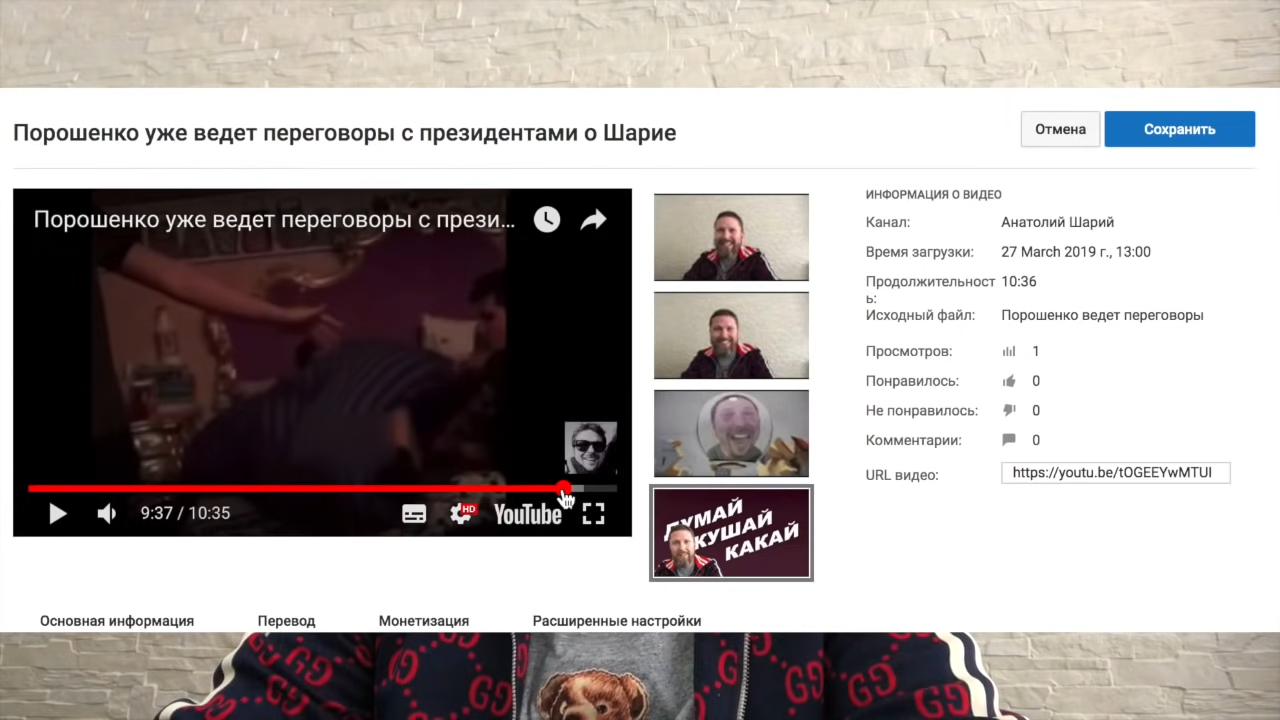 Порошенко уже ведет переговоры с президентами о Шарие
Отмена
Сохранить
Порошенко уже ведет переговоры с прези...
9:37 / 10:35
HD
YouTube
ДУМАЙ
КУШАЙ
КАКАЙ
ИНФОРМАЦИЯ О ВИДЕО
Канал: Анатолий Шарий
Время загрузки: 27 March 2019 г., 13:00
Продолжительност 10:36
ь:
Исходный файл: Порошенко ведет переговоры
Просмотров: 1
Понравилось: 0
Не понравилось: 0
Комментарии: 0
URL видео: https://youtu.be/tOGEEYwMTUI
Основная информация
Перевод
Монетизация
Расширенные настройки